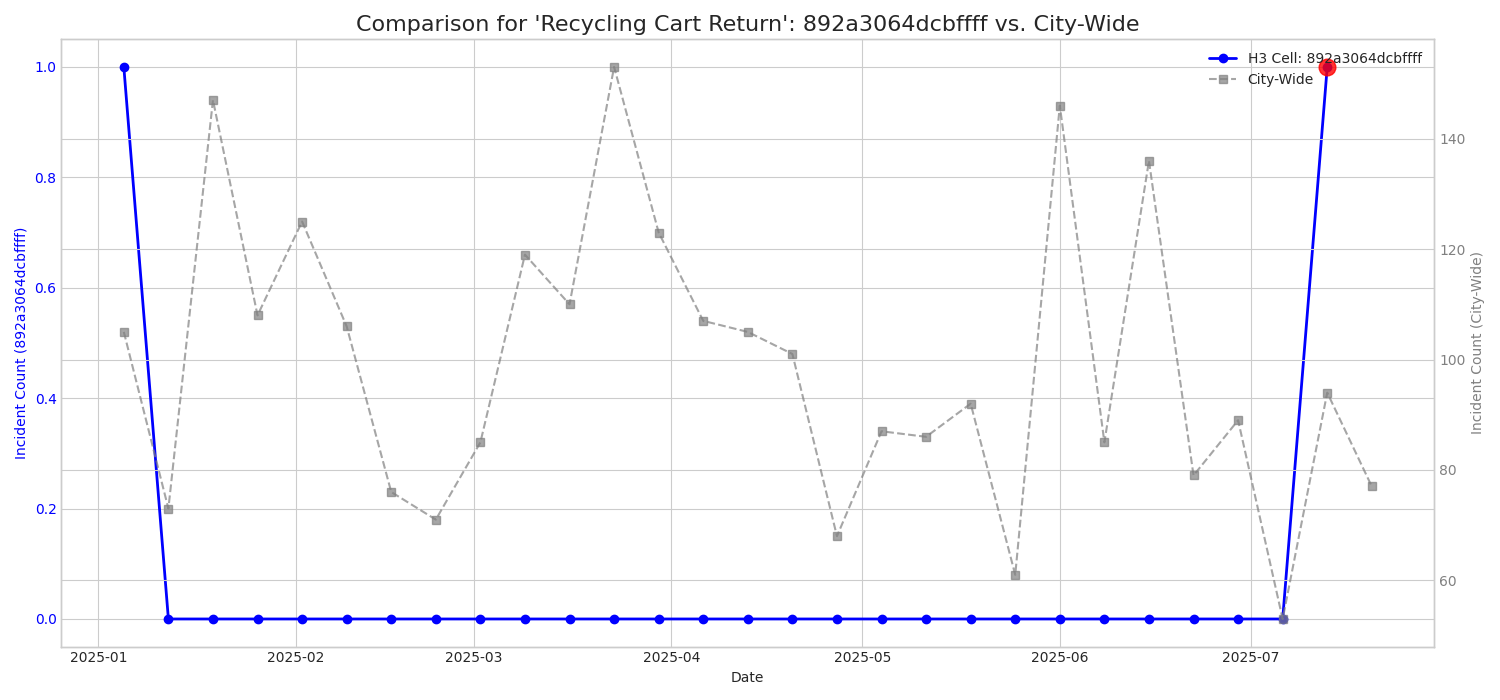 Comparison for 'Recycling Cart Return': 892a3064dcbffff vs. City-Wide
H3 Cell: 892a3064dcbffff
City-Wide
Incident Count (892a3064dcbffff)
1.0
0.8
0.6
0.4
0.2
0.0
140
120
100
80
60
Incident Count (City-Wide)
2025-01 2025-02 2025-03 2025-04 2025-05 2025-06 2025-07
Date